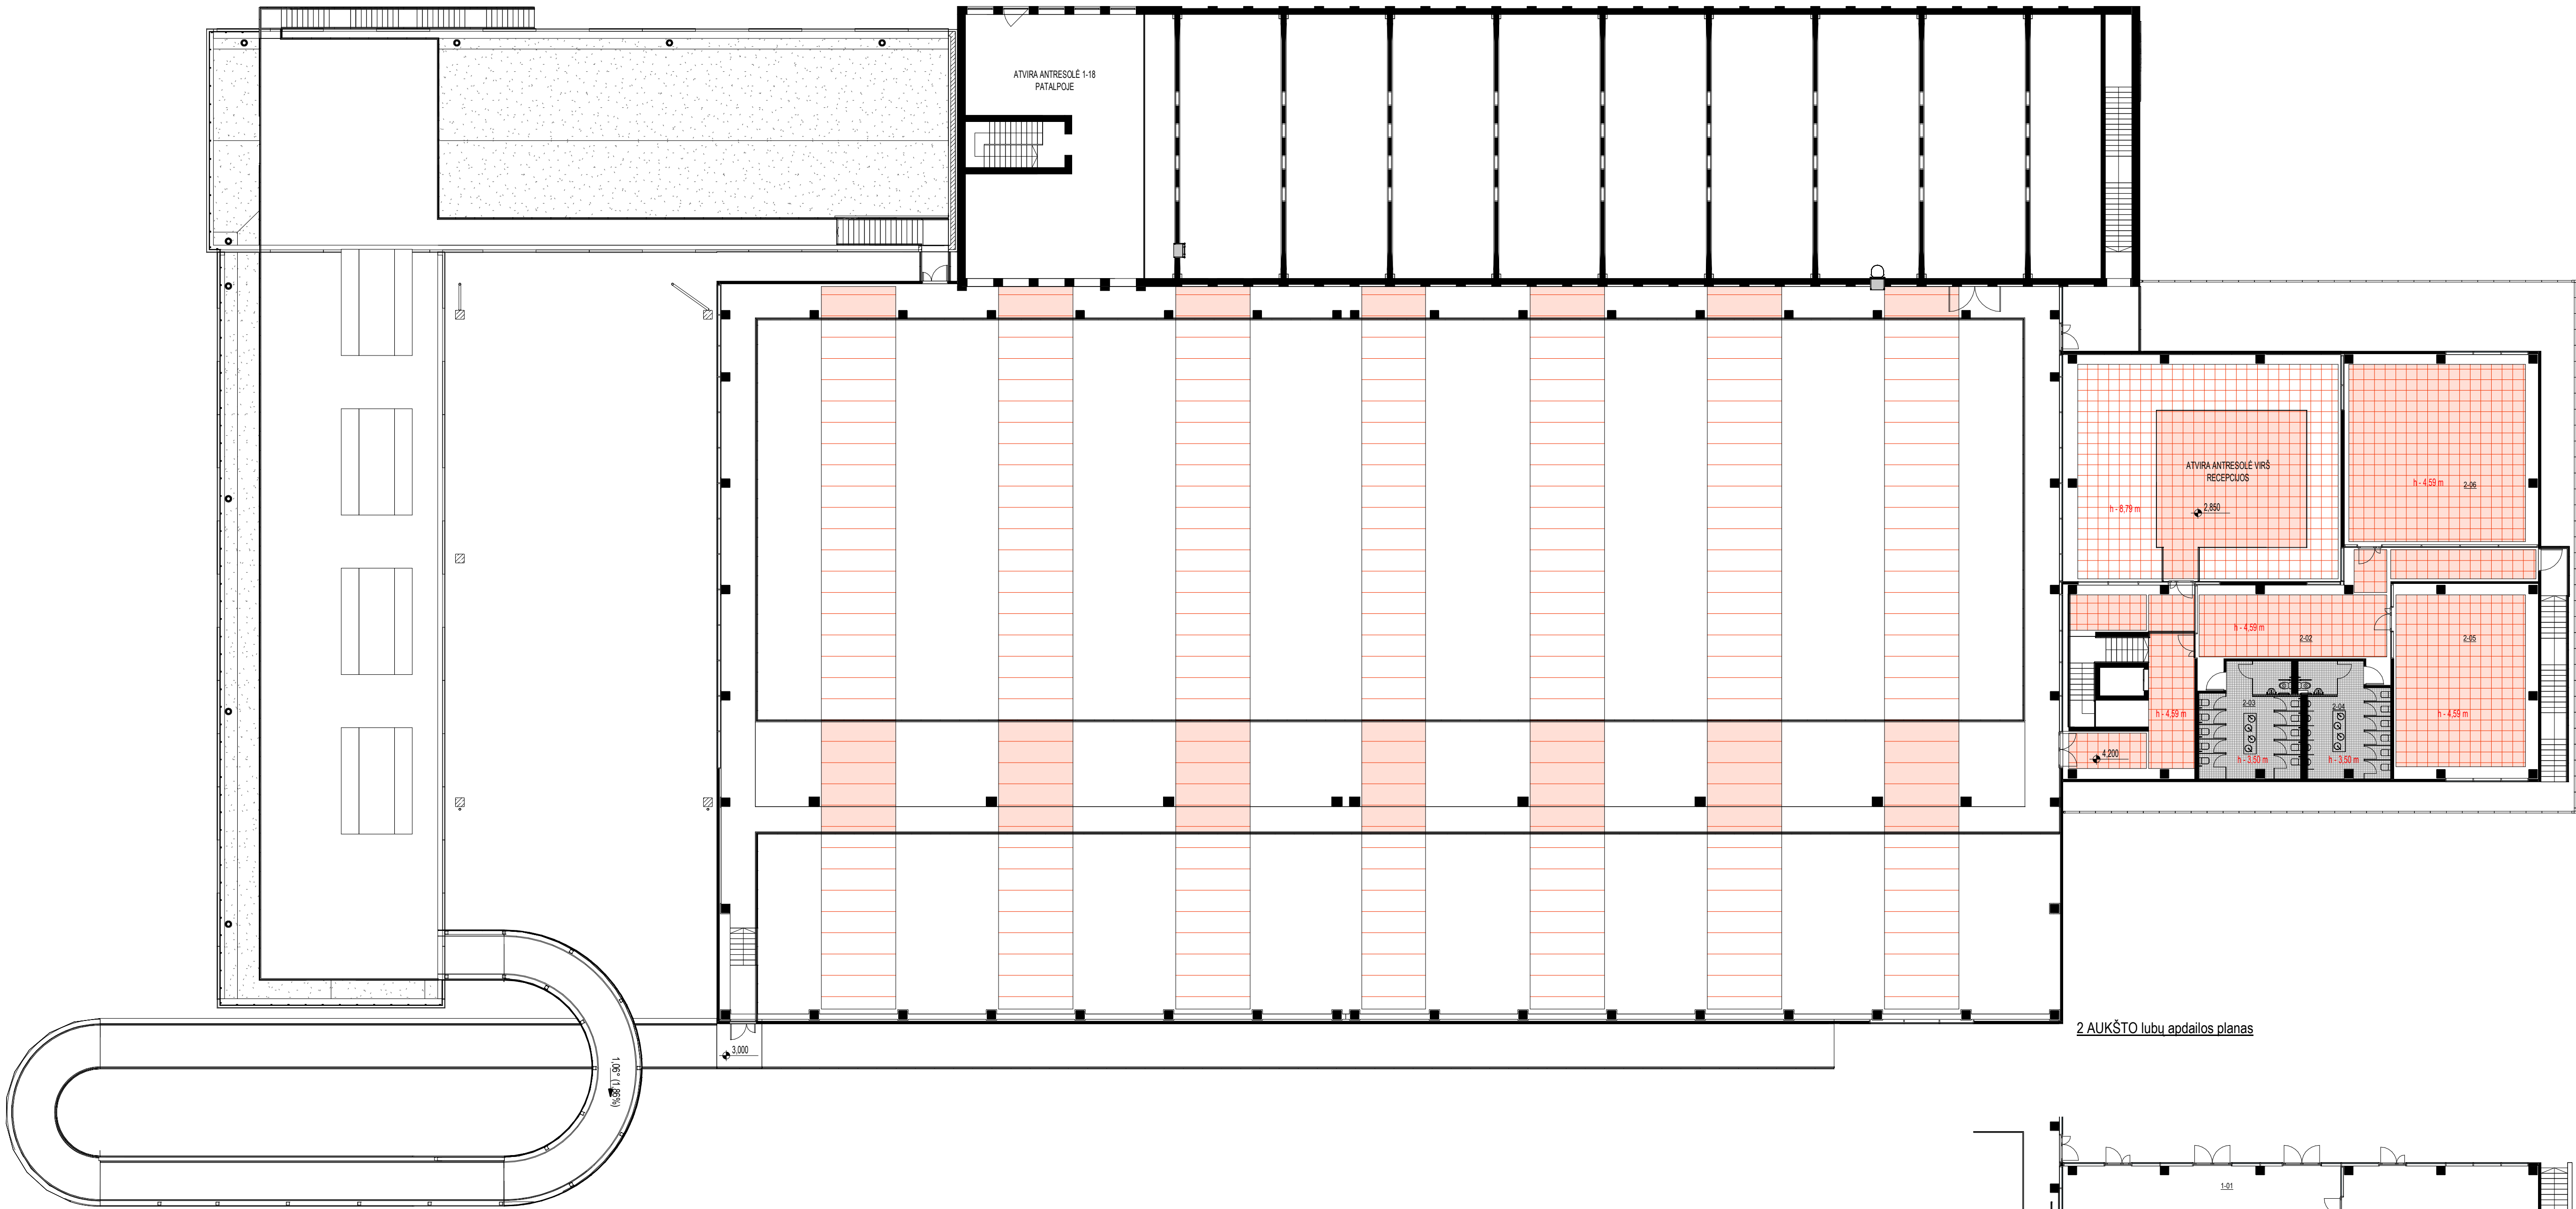 ATVIRA ANTRESOLĖ 1-18
PATALPOJE
ATVIRA ANTRESOLĖ VIRŠ
RECEPCIJOS
h - 4,59 m
2-06
h - 8,79 m
2,850
h - 4,59 m
2-02
2-05
2-03
2-04
h - 4,59 m
h - 4,59 m
4,200
h - 3,50 m
h - 3,50 m
2 AUKŠTO lubų apdailos planas
3,000
1,06° (1,86%)
1-01